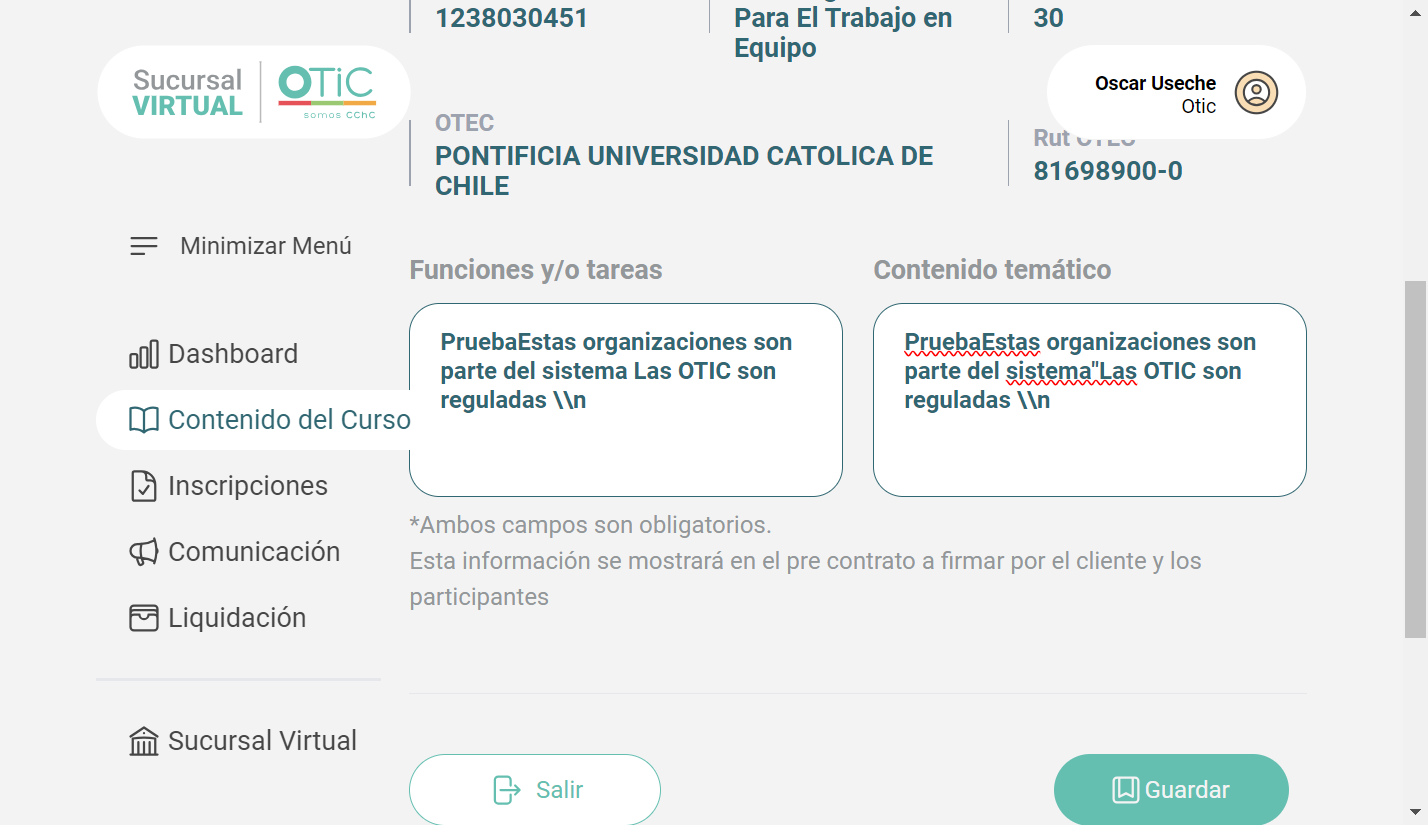 1238030451
Para El Trabajo en
Equipo
30
Sucursal
VIRTUAL
OTiC
somos CChC
Oscar Useche
Otic
OTEC
PONTIFICIA UNIVERSIDAD CATOLICA DE
CHILE
Rut OTEC
81698900-0
Minimizar Menú
Dashboard
Contenido del Curso
Inscripciones
Comunicación
Liquidación
Sucursal Virtual
Funciones y/o tareas
PruebaEstas organizaciones son
parte del sistema Las OTIC son
reguladas \\n
Contenido temático
PruebaEstas organizaciones son
parte del sistema"Las OTIC son
reguladas \\n
*Ambos campos son obligatorios.
Esta información se mostrará en el pre contrato a firmar por el cliente y los
participantes
Salir
Guardar